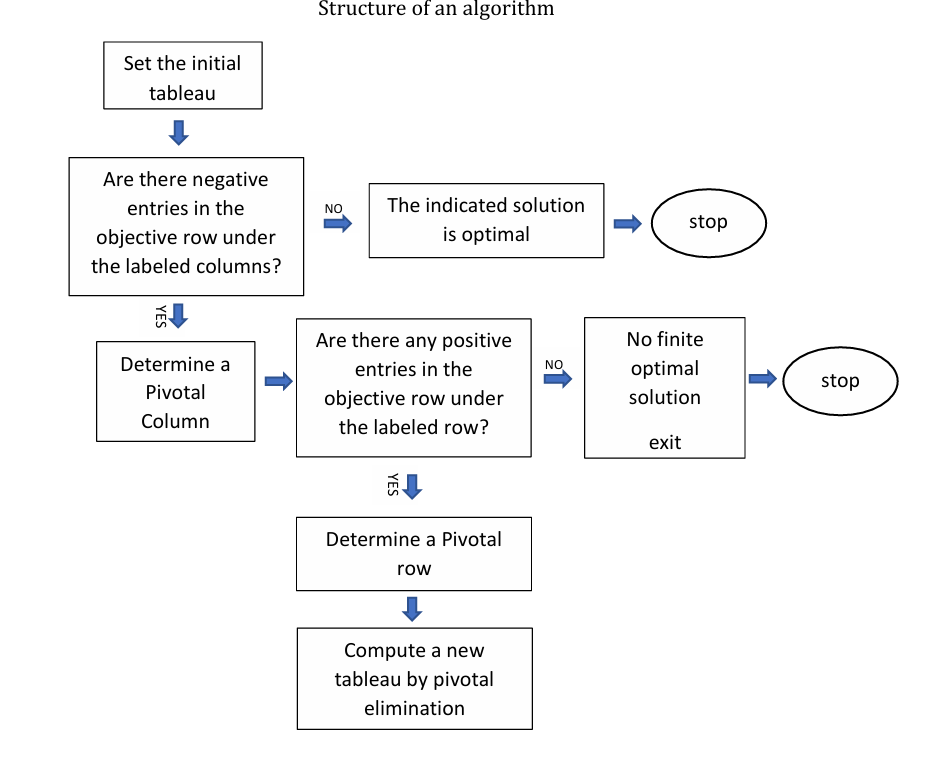 Structure of an algorithm
Set the initial
tableau
Are there negative
entries in the
objective row under
the labeled columns?
NO
The indicated solution
is optimal
stop
YES
Determine a
Pivotal
Column
Are there any positive
entries in the
objective row under
the labeled row?
NO
No finite
optimal
solution
exit
stop
YES
Determine a Pivotal
row
Compute a new
tableau by pivotal
elimination